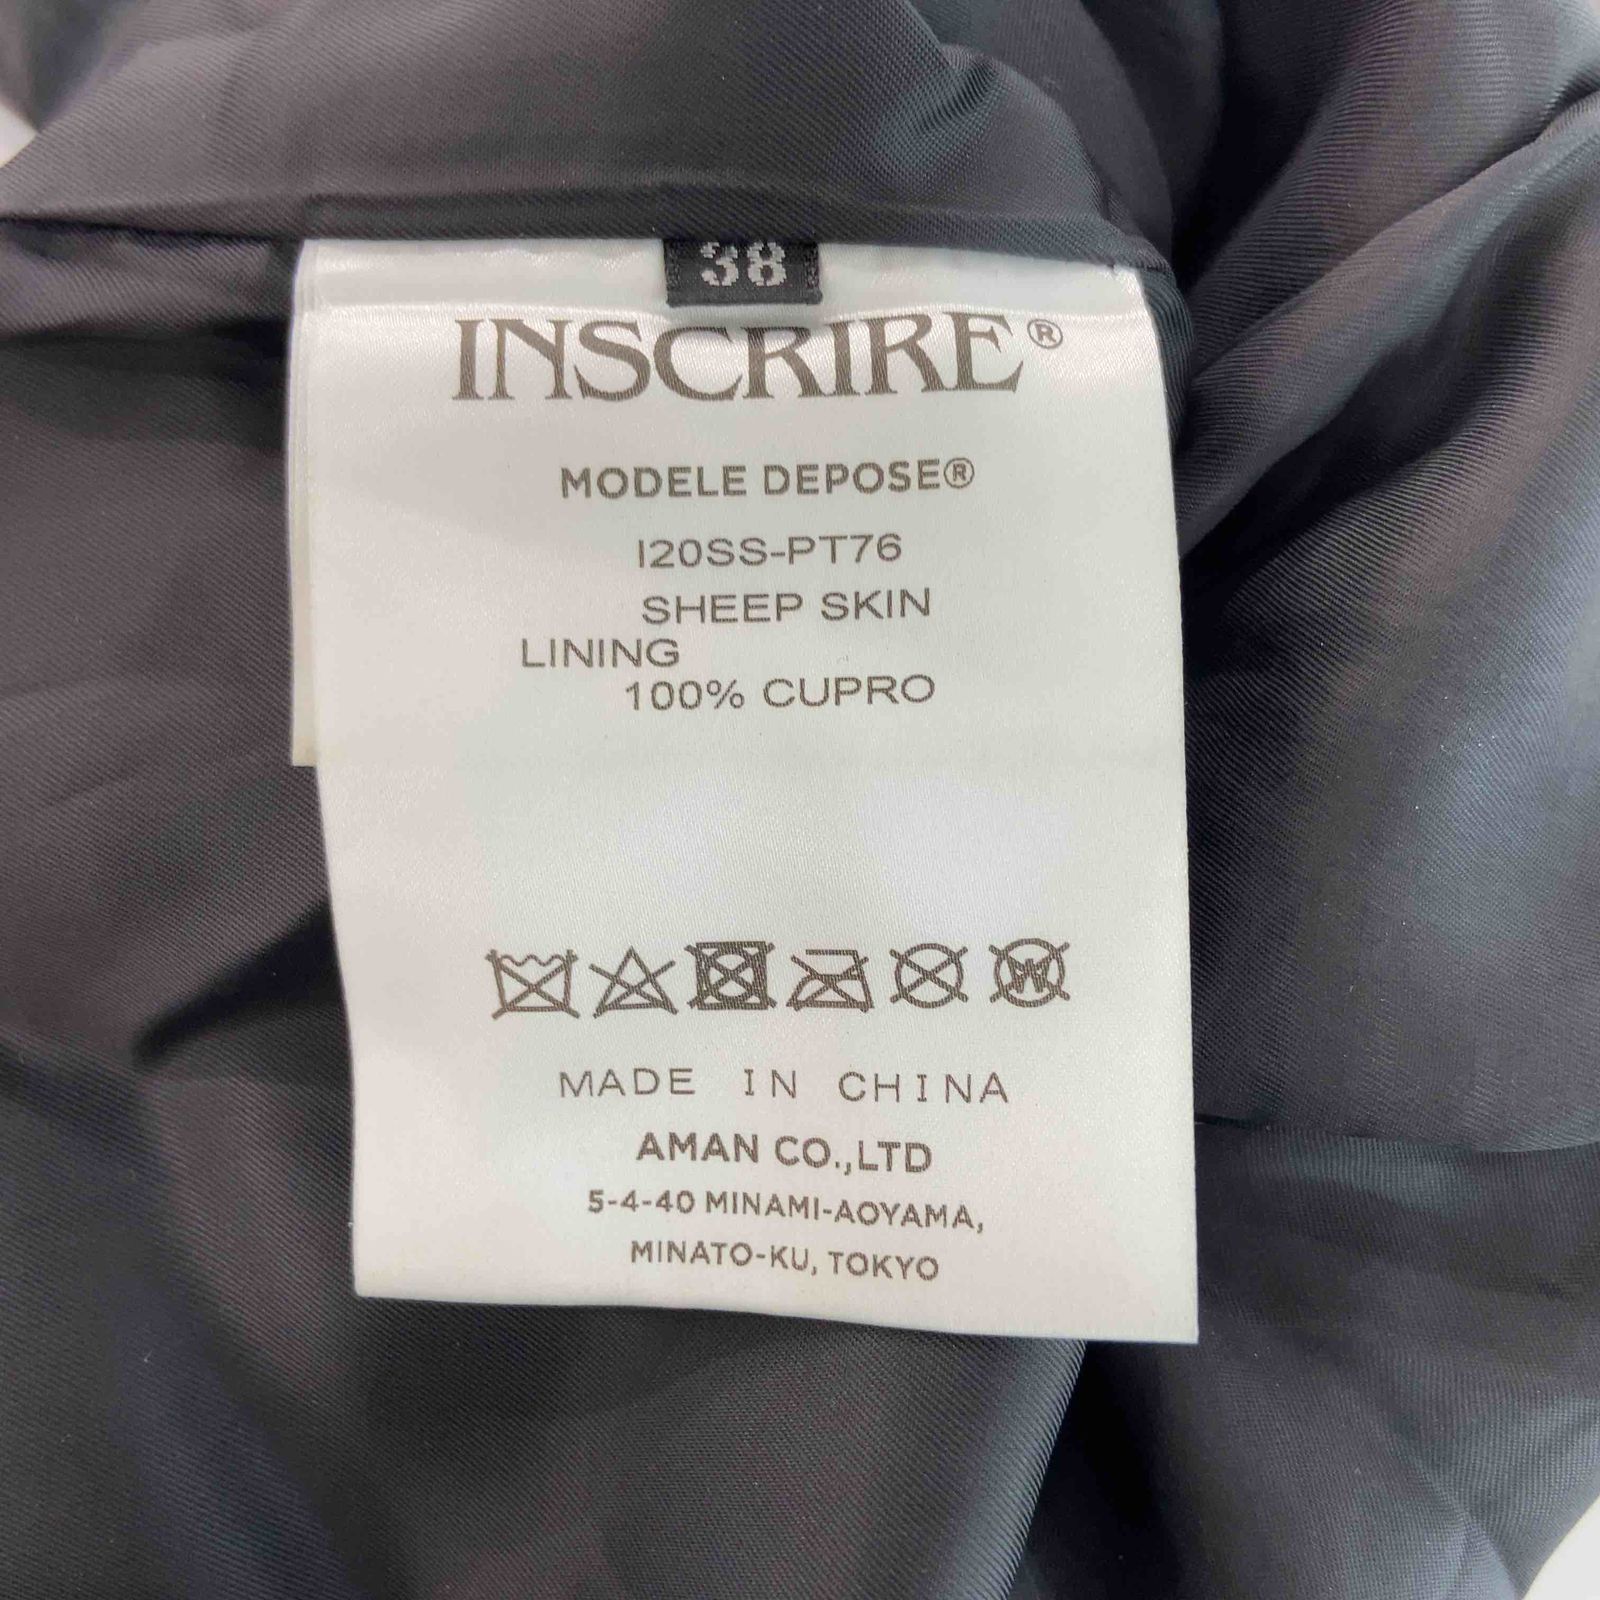 38
INSCRIRE®
MODELE DEPOSE®
I20SS-PT76
SHEEP SKIN
LINING
100% CUPRO
W
MADE IN CHINA
AMAN CO.,LTD
5-4-40 MINAMI-AOYAMA,
MINATO-KU, TOKYO